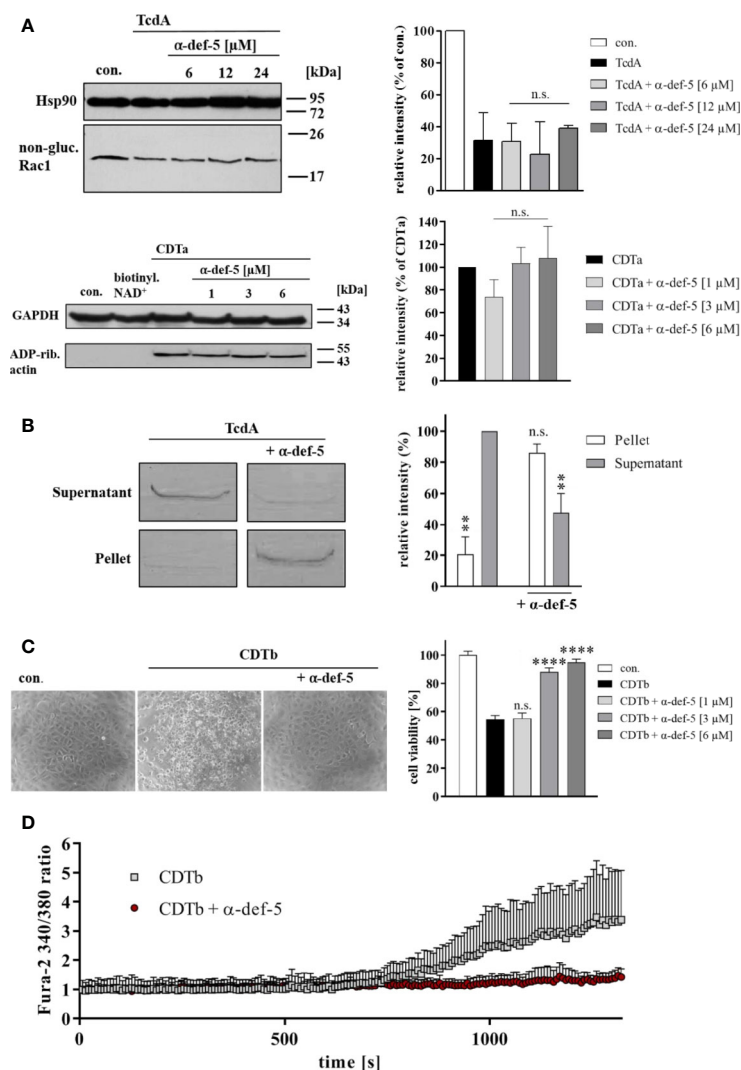 A
TcdA
α-def-5 [µM]
con. 6 12 24 [kDa]
Hsp90
95
72
non-gluc.
Rac1
26
17
relative intensity (% of con.)
100
80
60
40
20
0
n.s.
con.
TcdA
TcdA + α-def-5 [6 µM]
TcdA + α-def-5 [12 µM]
TcdA + α-def-5 [24 µM]
CDTa
biotinyl.
NAD+
α-def-5 [µM]
con. 1 3 6 [kDa]
GAPDH
43
34
ADP-rib.
actin
55
43
relative intensity (% of CDTa)
140
120
100
80
60
40
20
0
n.s.
CDTa
CDTa + α-def-5 [1 µM]
CDTa + α-def-5 [3 µM]
CDTa + α-def-5 [6 µM]
B
TcdA
+ α-def-5
Supernatant
Pellet
relative intensity (%)
100
80
60
40
20
0
**
n.s.
**
+ α-def-5
Pellet
Supernatant
C
con.
CDTb
+ α-def-5
cell viability [%]
100
80
60
40
20
0
n.s.
****
****
con.
CDTb
CDTb + α-def-5 [1 µM]
CDTb + α-def-5 [3 µM]
CDTb + α-def-5 [6 µM]
D
Fura-2 340/380 ratio
6
5
4
3
2
1
0
CDTb
CDTb + α-def-5
0 500 1000
time [s]